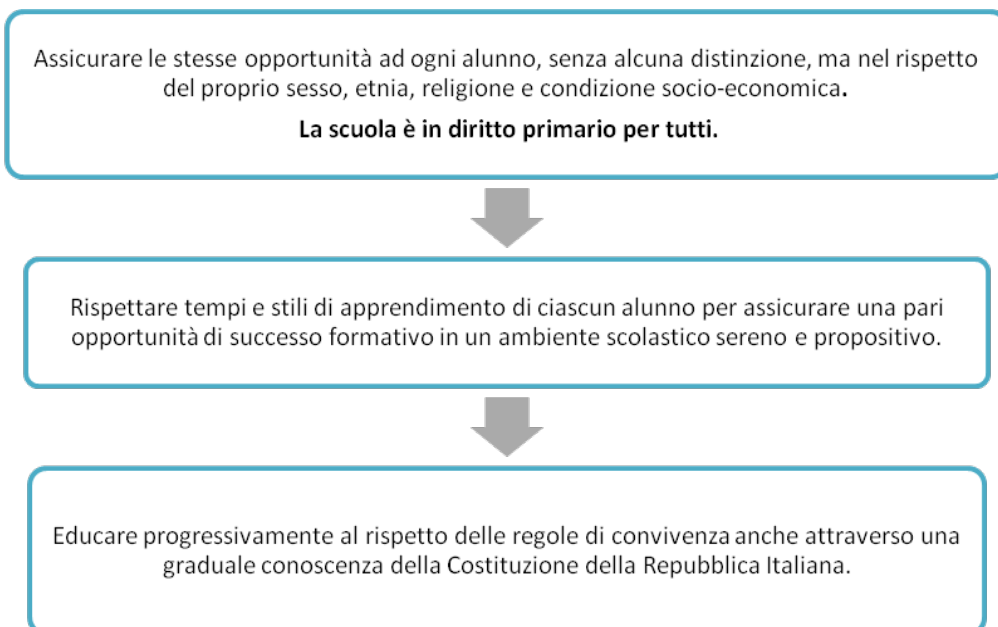 Assicurare le stesse opportunità ad ogni alunno, senza alcuna distinzione, ma nel rispetto
del proprio sesso, etnia, religione e condizione socio-economica.
La scuola è in diritto primario per tutti.
Rispettare tempi e stili di apprendimento di ciascun alunno per assicurare una pari
opportunità di successo formativo in un ambiente scolastico sereno e propositivo.
Educare progressivamente al rispetto delle regole di convivenza anche attraverso una
graduale conoscenza della Costituzione della Repubblica Italiana.